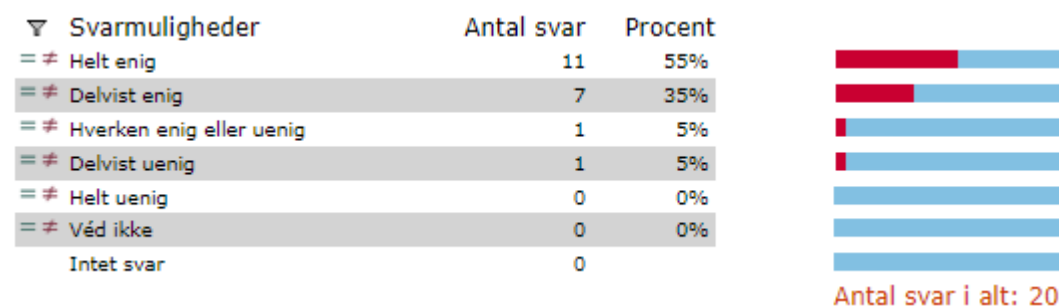 Svarmuligheder Antal svar Procent
= ≠ Helt enig 11 55%
= ≠ Delvist enig 7 35%
= ≠ Hverken enig eller uenig 1 5%
= ≠ Delvist uenig 1 5%
= ≠ Helt uenig 0 0%
= ≠ Véd ikke 0 0%
Intet svar 0
Antal svar i alt: 20